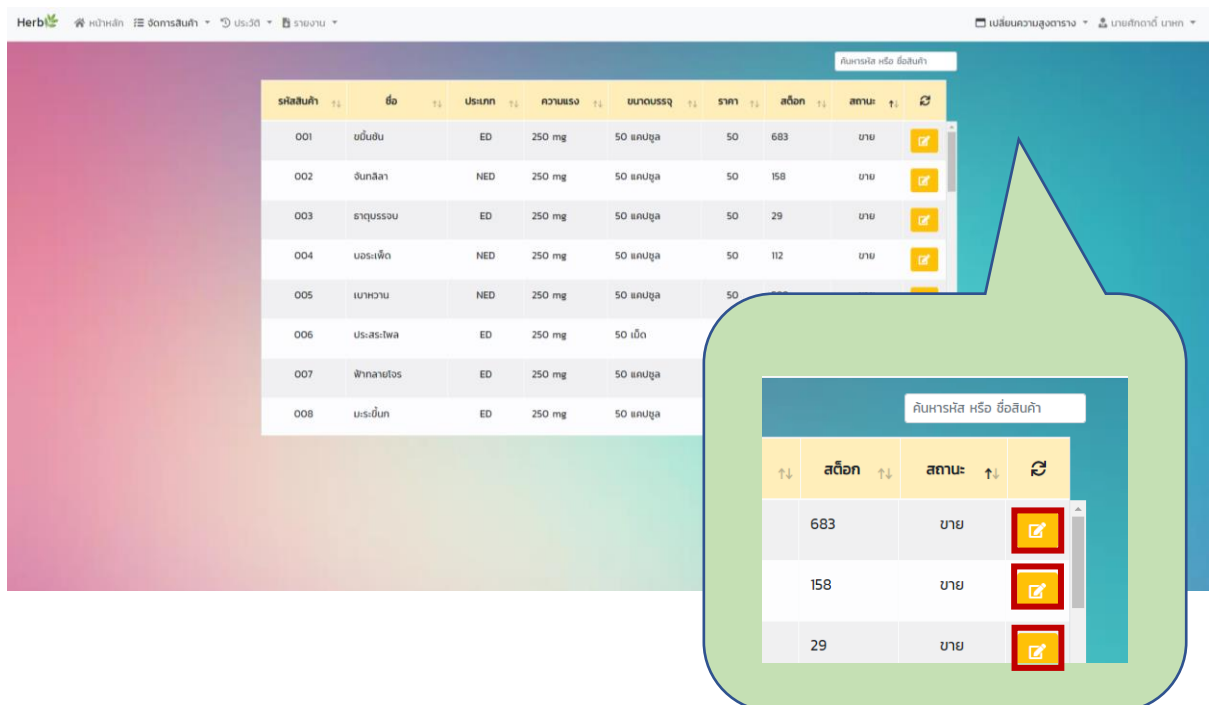 Herb หน้าหลัก จัดการสินค้า ประวัติ รายงาน เปลี่ยนความสูงตาราง นายศักดาดิ์ นาหก
ค้นหารหัส หรือ ชื่อสินค้า
รหัสสินค้า ชื่อ ประเภท ความแรง ขนาดบรรจุ ราคา สต็อก สถานะ
001 ขมิ้นชัน ED 250 mg 50 แคปซูล 50 683 ขาย
002 จันทลีลา NED 250 mg 50 แคปซูล 50 158 ขาย
003 ธาตุบรรจบ ED 250 mg 50 แคปซูล 50 29 ขาย
004 บอระเพ็ด NED 250 mg 50 แคปซูล 50 112 ขาย
005 เบาหวาน NED 250 mg 50 แคปซูล 50
006 ประสะไพล ED 250 mg 50 เม็ด
007 ฟ้าทลายโจร ED 250 mg 50 แคปซูล
008 มะระขี้นก ED 250 mg 50 แคปซูล
ค้นหารหัส หรือ ชื่อสินค้า
สต็อก สถานะ
683 ขาย
158 ขาย
29 ขาย